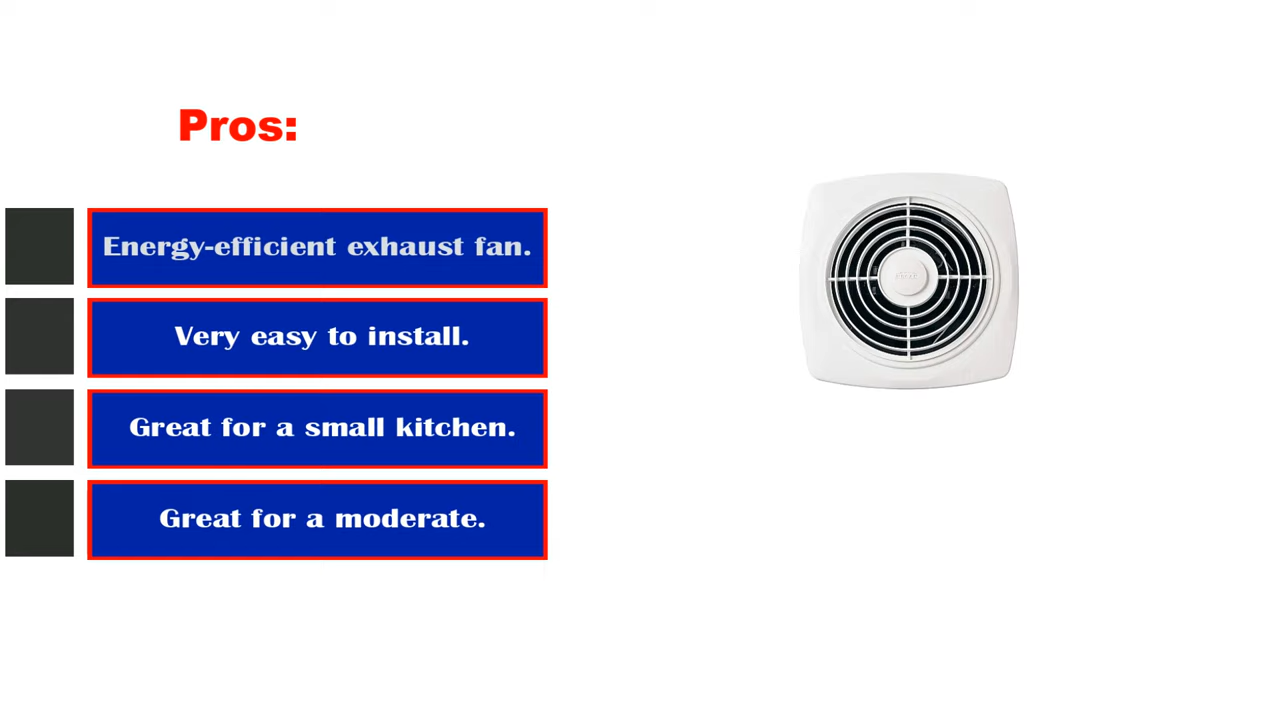 Pros:
Energy-efficient exhaust fan.
Very easy to install.
Great for a small kitchen.
Great for a moderate.